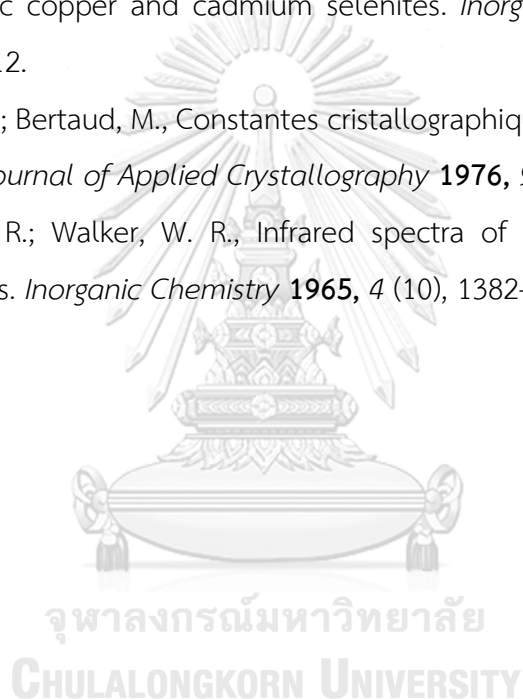 c copper and cadmium selenites. Inorg
12.
; Bertaud, M., Constantes cristallographiq
ournal of Applied Crystallography 1976, 9
R.; Walker, W. R., Infrared spectra of
s. Inorganic Chemistry 1965, 4 (10), 1382-
จุฬาลงกรณ์มหาวิทยาลัย
CHULALONGKORN UNIVERSITY